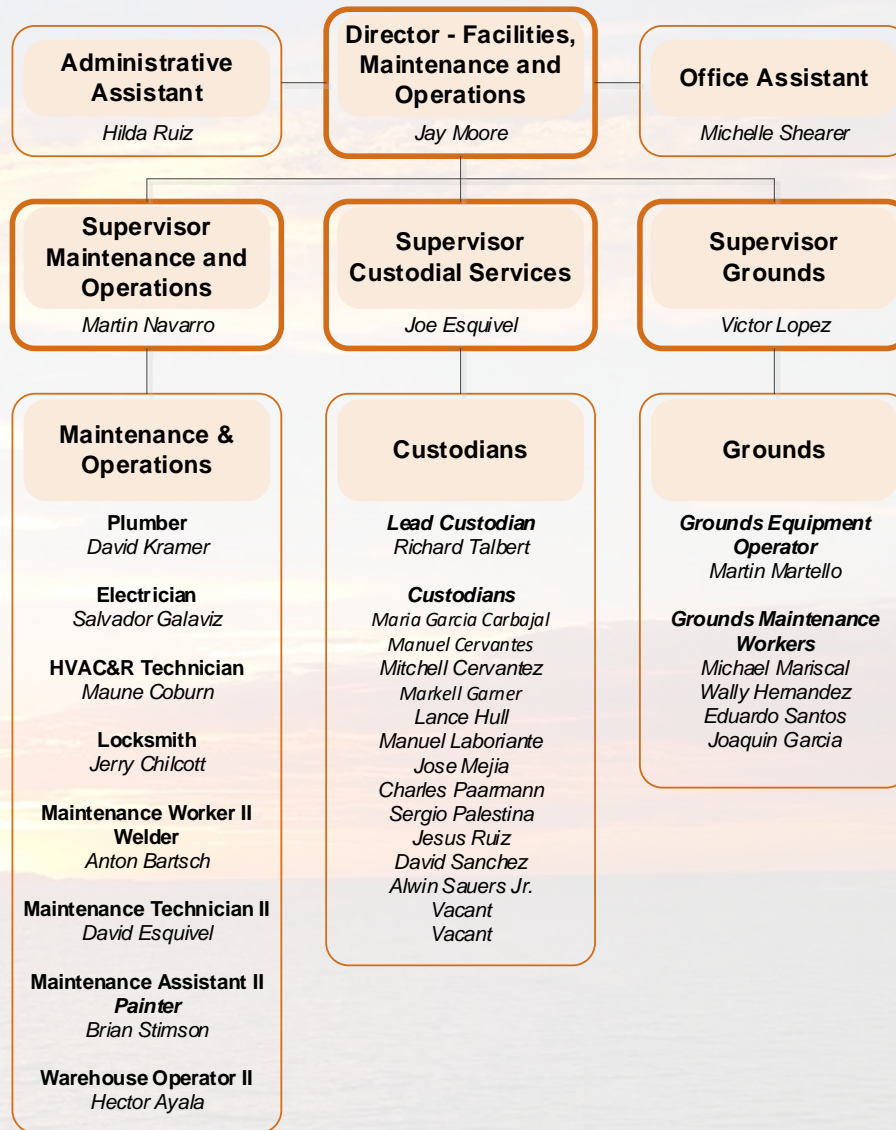 Administrative
Assistant
Hilda Ruiz
Director - Facilities,
Maintenance and
Operations
Jay Moore
Office Assistant
Michelle Shearer
Supervisor
Maintenance and
Operations
Martin Navarro
Supervisor
Custodial Services
Joe Esquivel
Supervisor
Grounds
Victor Lopez
Maintenance &
Operations
Plumber
David Kramer
Electrician
Salvador Galaviz
HVAC&R Technician
Maune Coburn
Locksmith
Jerry Chilcott
Maintenance Worker II
Welder
Anton Bartsch
Maintenance Technician II
David Esquivel
Maintenance Assistant II
Painter
Brian Stimson
Warehouse Operator II
Hector Ayala
Custodians
Lead Custodian
Richard Talbert
Custodians
Maria Garcia Carbajal
Manuel Cervantes
Mitchell Cervantez
Markell Garner
Lance Hull
Manuel Laboriante
Jose Mejia
Charles Paarmann
Sergio Palestina
Jesus Ruiz
David Sanchez
Alwin Sauers Jr.
Vacant
Vacant
Grounds
Grounds Equipment
Operator
Martin Martello
Grounds Maintenance
Workers
Michael Mariscal
Wally Hernandez
Eduardo Santos
Joaquin Garcia